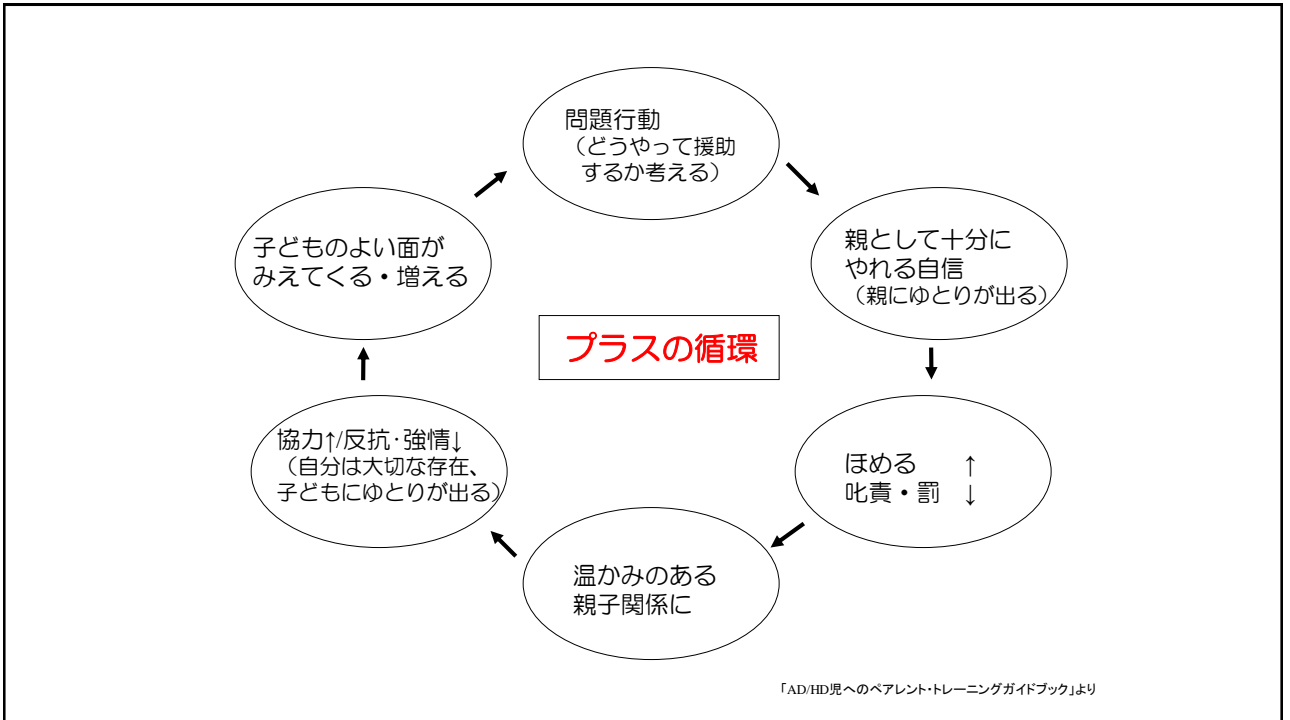 問題行動
（どうやって援助
するか考える）
親として十分に
やれる自信
（親にゆとりが出る）
ほめる　　↑
叱責・罰　↓
温かみのある
親子関係に
協力↑/反抗・強情↓
（自分は大切な存在、
子どもにゆとりが出る）
子どものよい面が
みえてくる・増える
プラスの循環
「AD/HD児へのペアレント・トレーニングガイドブック」より